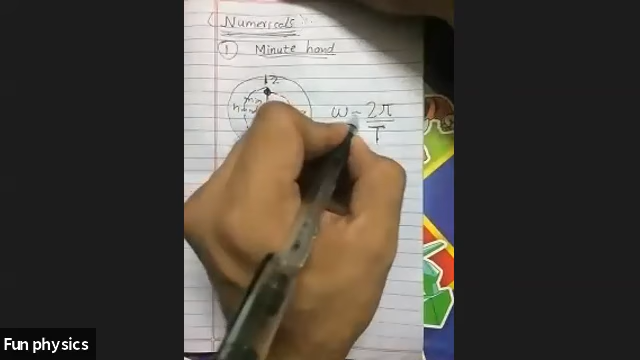 Numericals
① Minute hand
12
ω = 2π
T
Fun physics